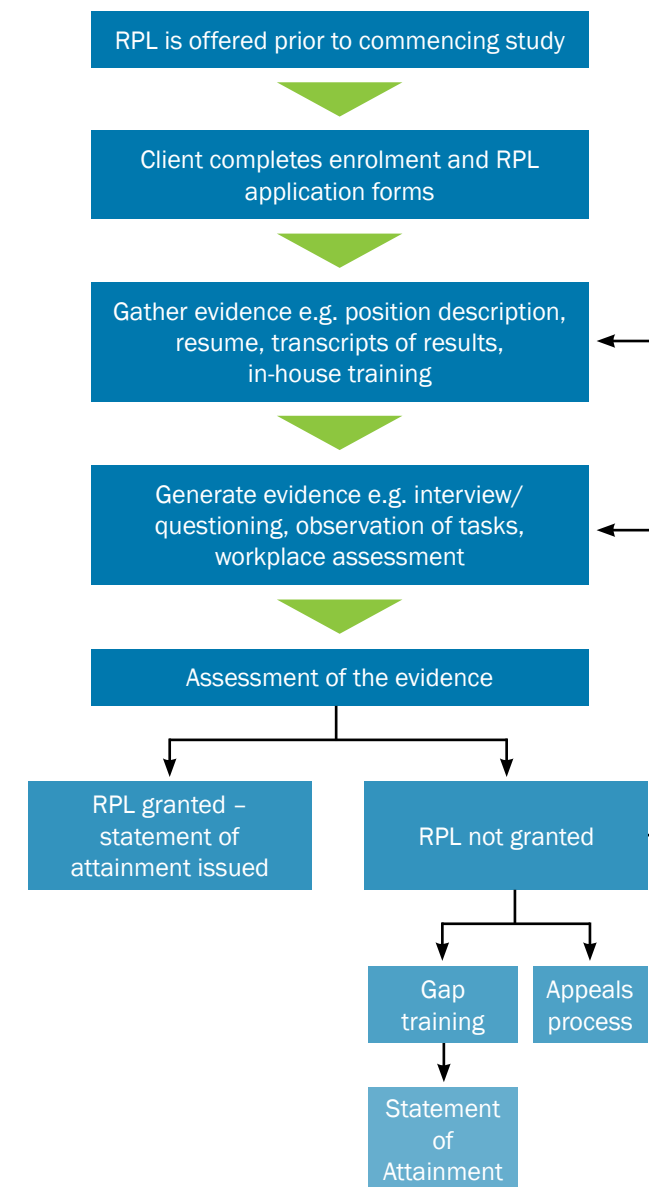 RPL is offered prior to commencing study
Client completes enrolment and RPL
application forms
Gather evidence e.g. position description,
resume, transcripts of results,
in-house training
Generate evidence e.g. interview/
questioning, observation of tasks,
workplace assessment
Assessment of the evidence
RPL granted –
statement of
attainment issued
RPL not granted
Gap
training
Appeals
process
Statement
of
Attainment